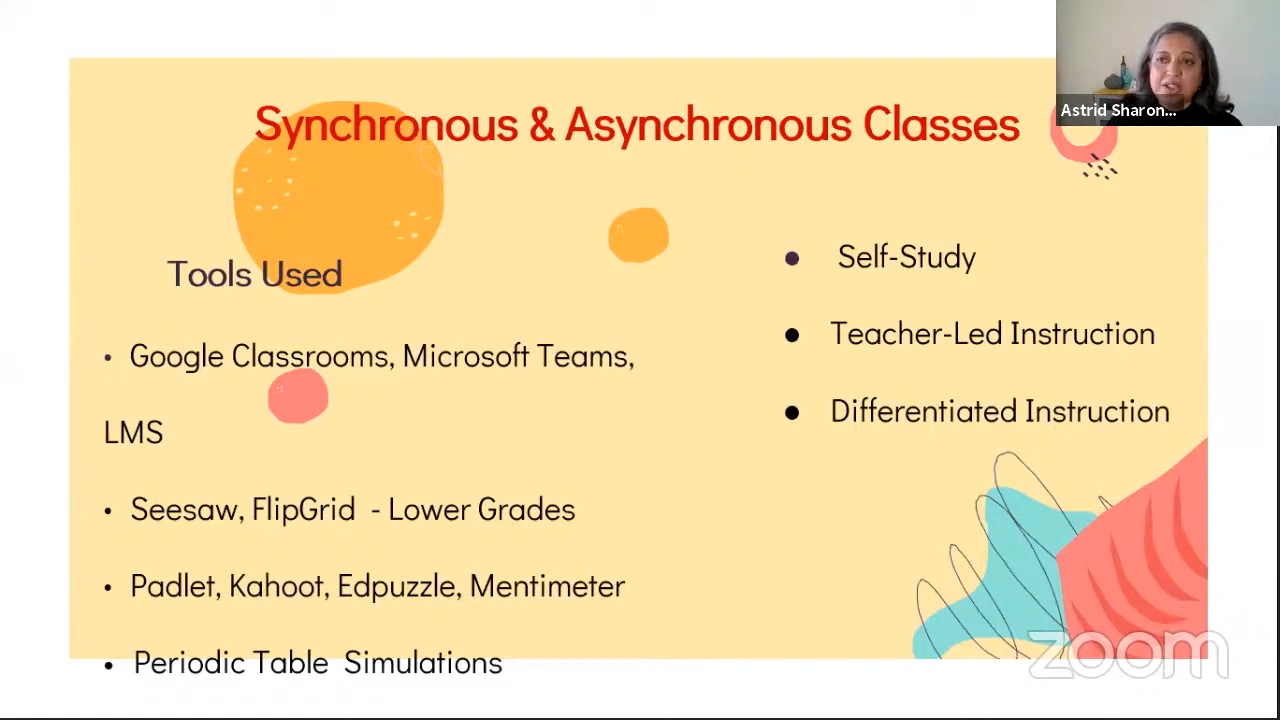 Synchronous & Asynchronous Classes
Astrid Sharon...
Tools Used
• Google Classrooms, Microsoft Teams,
LMS
• Seesaw, FlipGrid - Lower Grades
• Padlet, Kahoot, Edpuzzle, Mentimeter
• Periodic Table Simulations
• Self-Study
• Teacher-Led Instruction
• Differentiated Instruction
zoom